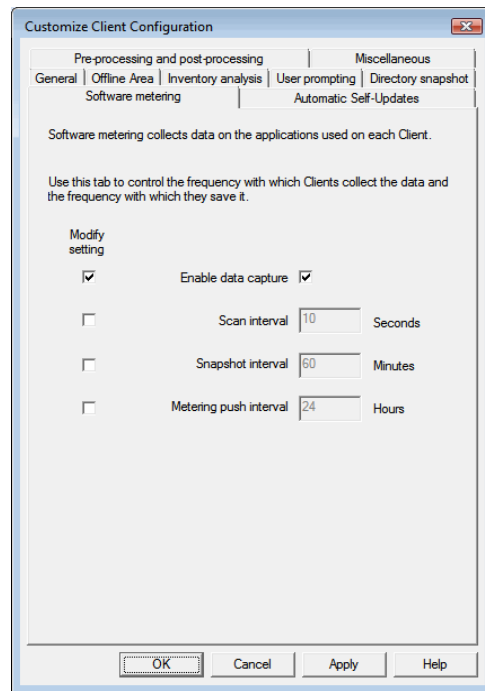 Customize Client Configuration
Pre-processing and post-processing
Miscellaneous
General
Offline Area
Inventory analysis
User prompting
Directory snapshot
Software metering
Automatic Self-Updates
Software metering collects data on the applications used on each Client.
Use this tab to control the frequency with which Clients collect the data and
the frequency with which they save it.
Modify
setting
Enable data capture
Scan interval 10 Seconds
Snapshot interval 60 Minutes
Metering push interval 24 Hours
OK
Cancel
Apply
Help